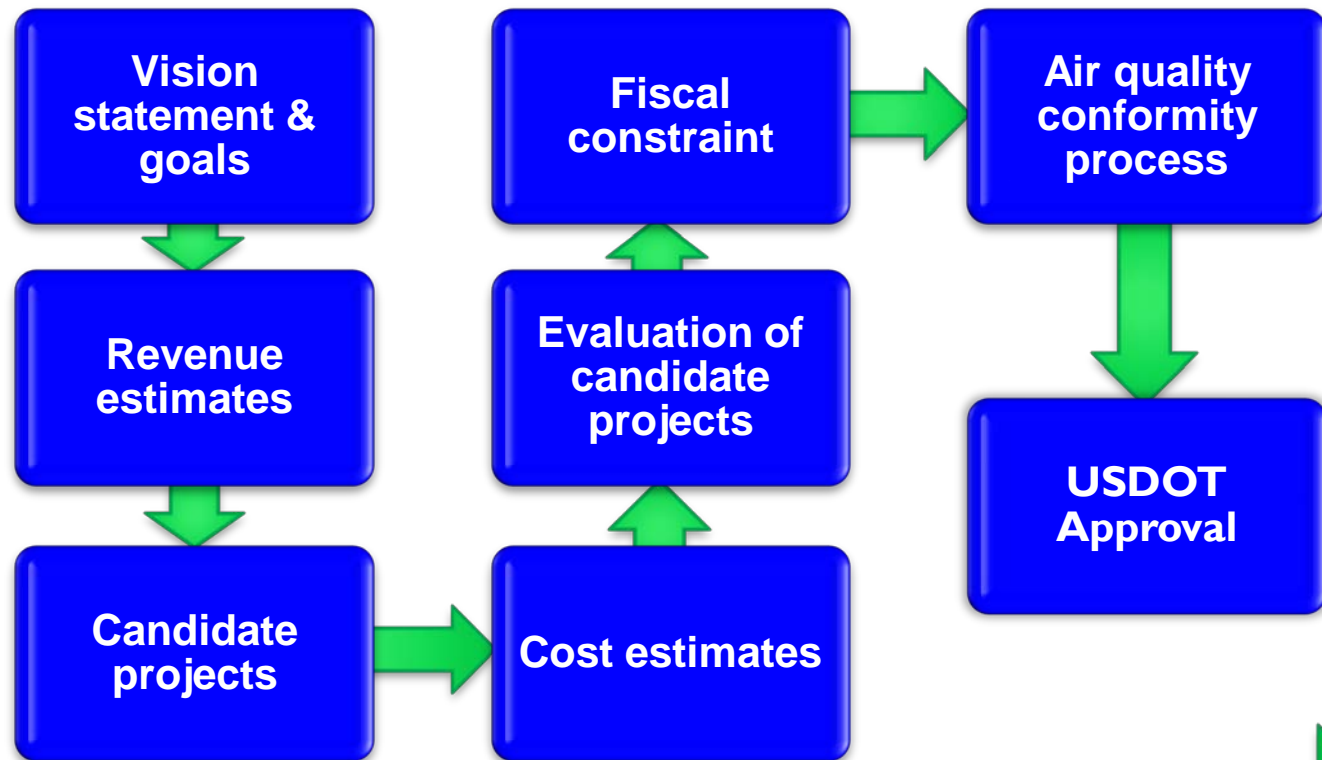 Vision
statement &
goals
Revenue
estimates
Candidate
projects
Cost estimates
Evaluation of
candidate
projects
Fiscal
constraint
Air quality
conformity
process
USDOT
Approval